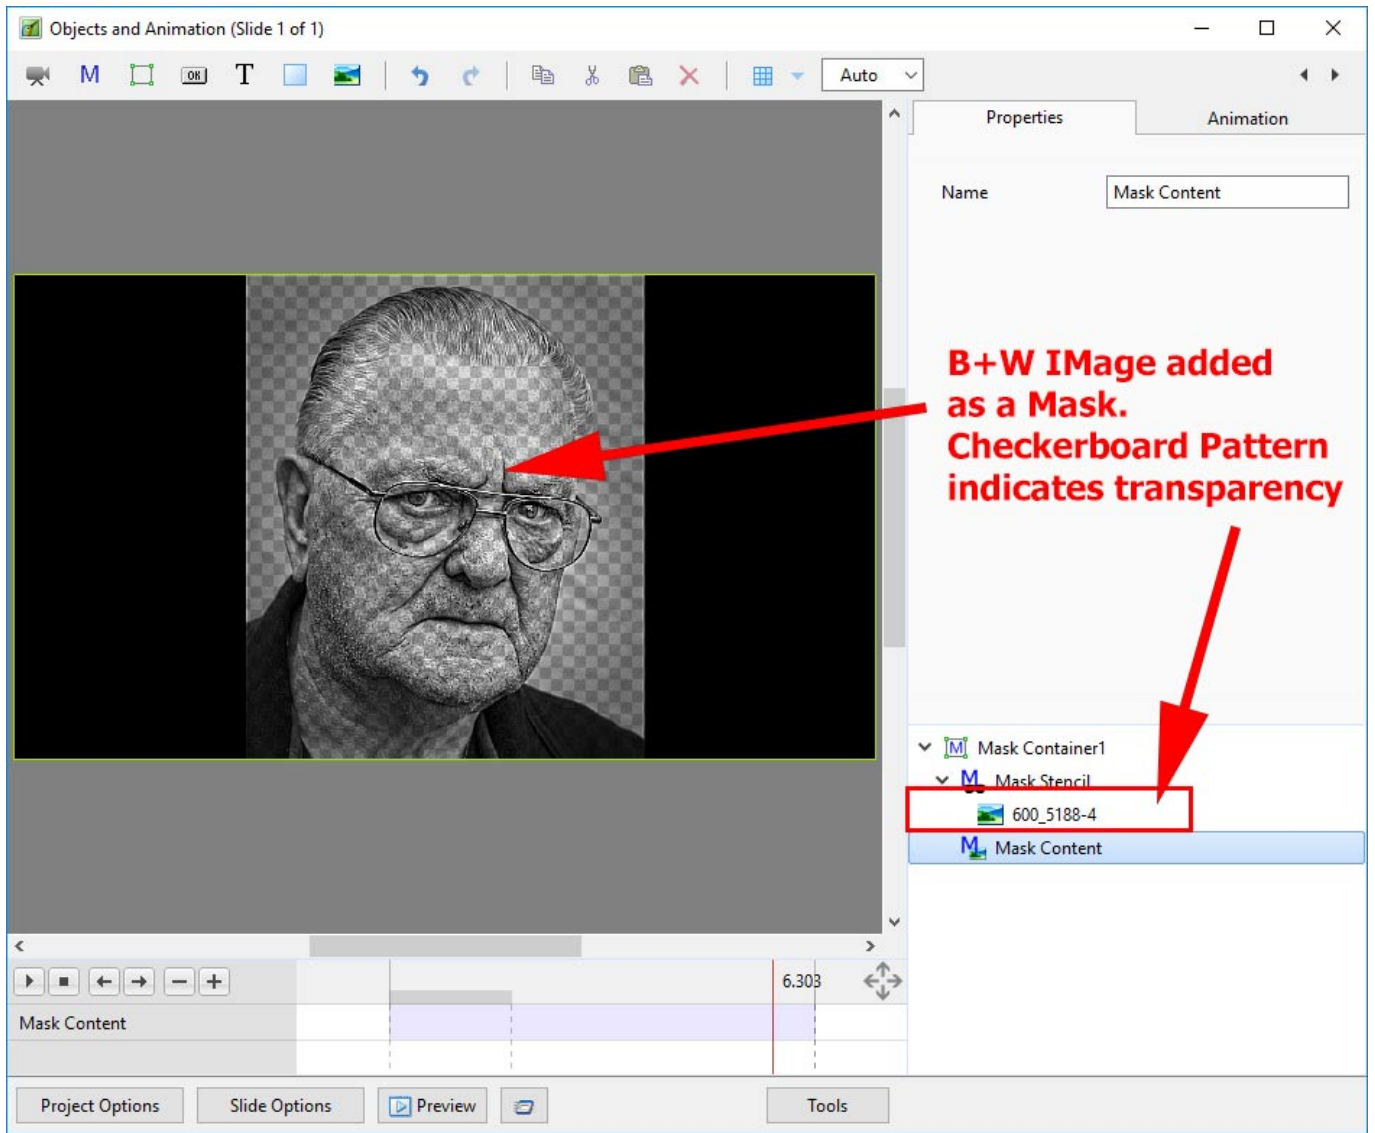 Objects and Animation (Slide 1 of 1)
M
OK
T
Auto
Properties
Animation
Name
Mask Content
B+W IMage added
as a Mask.
Checkerboard Pattern
indicates transparency
M Mask Container1
M Mask Stencil
600_5188-4
M Mask Content
6.303
Mask Content
Project Options
Slide Options
Preview
Tools